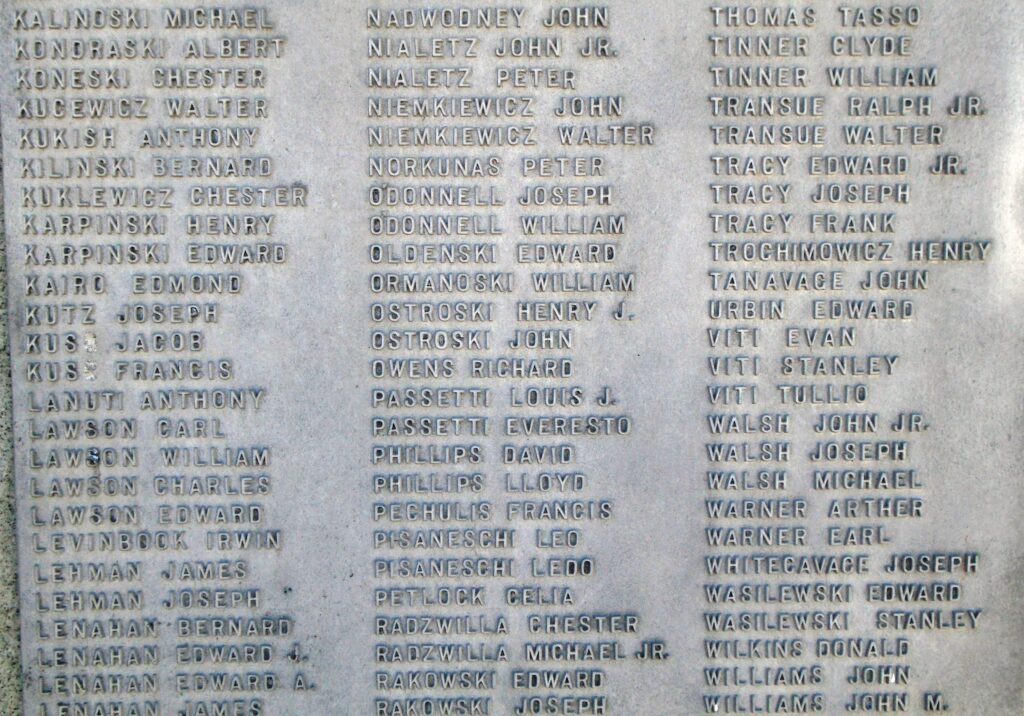 KALINOSKI MICHAEL
KONDRASKI ALBERT
KONESKI CHESTER
KUCEWICZ WALTER
KUKISH ANTHONY
KILINSKI BERNARD
KUKLEWICZ CHESTER
KARPINSKI HENRY
KARPINSKI EDWARD
KAIRO EDMOND
KUTZ JOSEPH
JACOB
FRANCIS
LANUTI ANTHONY
LAWSON CARL
LAWSON WILLIAM
LAWSON CHARLES
LAWSON EDWARD
LEVINBOOK IRWIN
LEHMAN JAMES
LEHMAN JOSEPH
LENAHAN BERNARD
LENAHAN EDWARD J.
LENAHAN EDWARD A.
LENAHAN JAMES
NADWODNEY JOHN
NIALETZ JOHN JR.
NIALETZ PETER
NIEMKIEWICZ JOHN
NIEMKIEWICZ WALTER
NORKUNAS PETER
ODONNELL JOSEPH
ODONNELL WILLIAM
OLDENSKI EDWARD
ORMANOSKI WILLIAM
OSTROSKI HENRY J.
OSTROSKI JOHN
OWENS RICHARD
PASSETTI LOUIS J.
PASSETTI EVERESTO
PHILLIPS DAVID
PHILLIPS LLOYD
PECHULIS FRANCIS
PISANESCHI LEO
PISANESCHI LEDO
PETLOCK CELIA
RADZWILLA CHESTER
RADZWILLA MICHAEL JR.
RAKOWSKI EDWARD
RAKOWSKI JOSEPH
THOMAS TASSO
TINNER CLYDE
TINNER WILLIAM
TRANSUE RALPH JR.
TRANSUE WALTER
TRACY EDWARD JR.
TRACY JOSEPH
TRACY FRANK
TROCHIMOWICZ HENRY
TANAVAGE JOHN
URBIN EDWARD
VITI EVAN
VITI STANLEY
VITI TULLIO
WALSH JOHN JR.
WALSH JOSEPH
WALSH MICHAEL
WARNER ARTHER
WARNER EARL
WHITECAVAGE JOSEPH
WASILEWSKI EDWARD
WASILEWSKI STANLEY
WILKINS DONALD
WILLIAMS JOHN
WILLIAMS JOHN M.